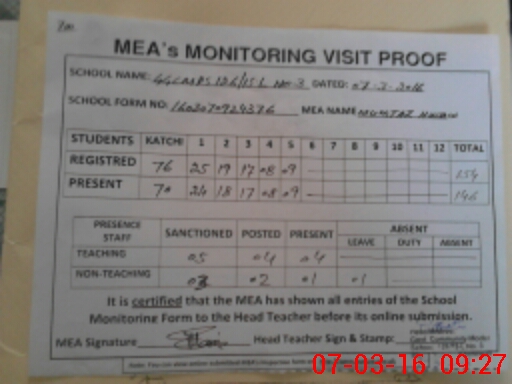 MEA's MONITORING VISIT PROOF
SCHOOL NAME: DATED: 07-3-2016
SCHOOL FORM NO: MEA NAME MUMTAZ
STUDENTS KATCHI 1 2 3 4 5 6 7 8 9 10 11 12 TOTAL
REGISTRED 76 25 19 17 08 09 154
PRESENT 70 24 18 17 08 09 146
PRESENCE STAFF SANCTIONED POSTED PRESENT ABSENT
LEAVE DUTY ABSENT
TEACHING 05 04 04
NON-TEACHING 02 01 01
It is certified that the MEA has shown all entries of the School
Monitoring Form to the Head Teacher before its online submission.
MEA Signature Head Teacher Sign & Stamp:
07-03-16 09:27